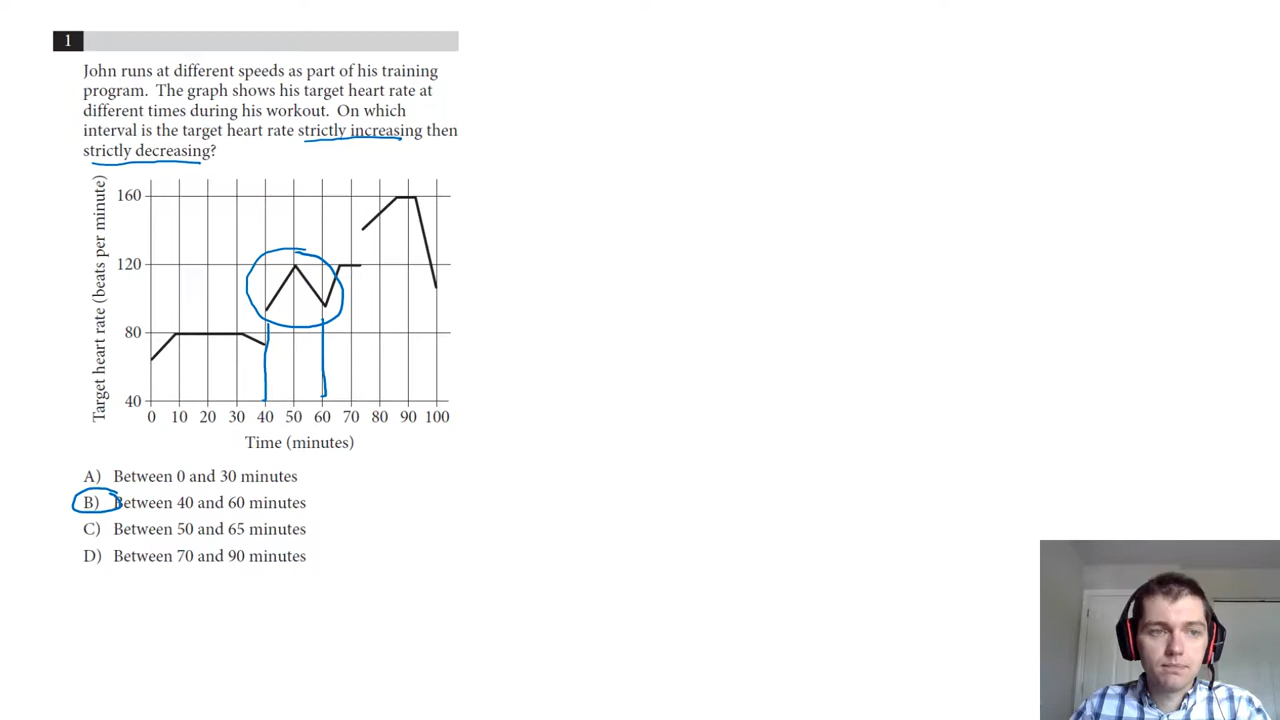 1
John runs at different speeds as part of his training
program. The graph shows his target heart rate at
different times during his workout. On which
interval is the target heart rate strictly increasing then
strictly decreasing?
Target heart rate (beats per minute)
160
120
80
40
0 10 20 30 40 50 60 70 80 90 100
Time (minutes)
A) Between 0 and 30 minutes
B) Between 40 and 60 minutes
C) Between 50 and 65 minutes
D) Between 70 and 90 minutes